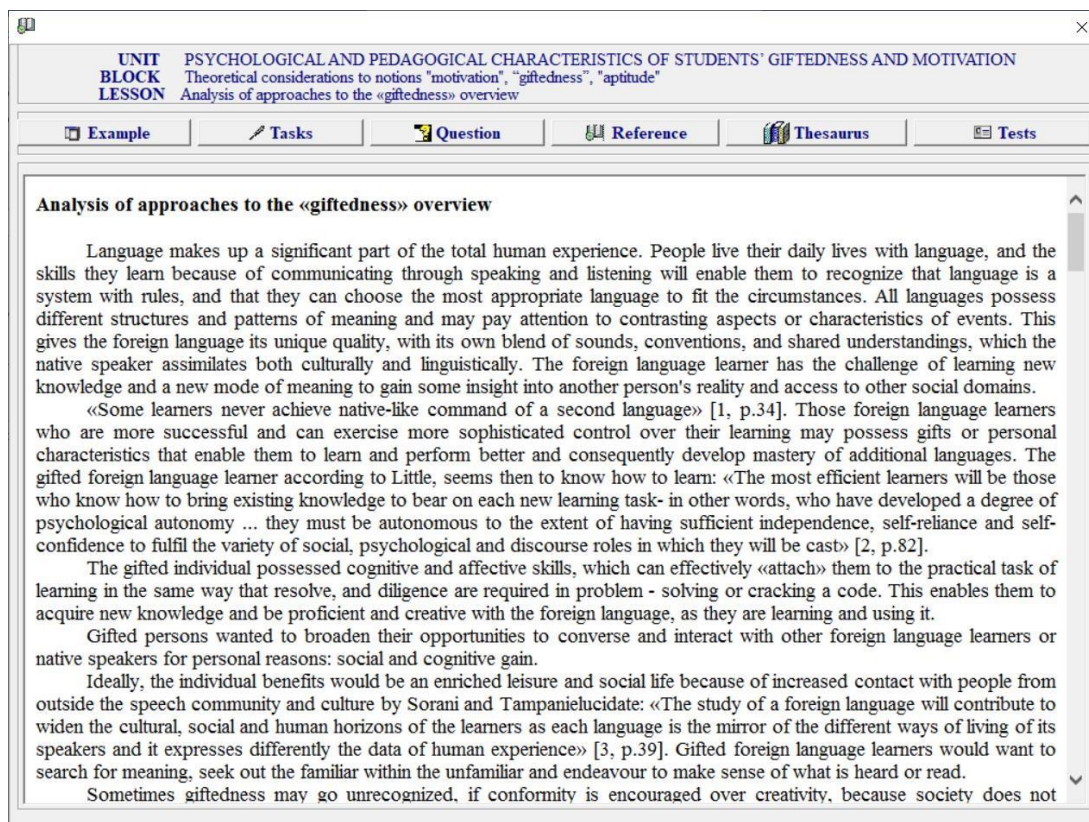 UNIT PSYCHOLOGICAL AND PEDAGOGICAL CHARACTERISTICS OF STUDENTS' GIFTEDNESS AND MOTIVATION
BLOCK Theoretical considerations to notions "motivation", “giftedness”, "aptitude"
LESSON Analysis of approaches to the «giftedness» overview
Example Tasks Question Reference Thesaurus Tests
Analysis of approaches to the «giftedness» overview
Language makes up a significant part of the total human experience. People live their daily lives with language, and the
skills they learn because of communicating through speaking and listening will enable them to recognize that language is a
system with rules, and that they can choose the most appropriate language to fit the circumstances. All languages possess
different structures and patterns of meaning and may pay attention to contrasting aspects or characteristics of events. This
gives the foreign language its unique quality, with its own blend of sounds, conventions, and shared understandings, which the
native speaker assimilates both culturally and linguistically. The foreign language learner has the challenge of learning new
knowledge and a new mode of meaning to gain some insight into another person's reality and access to other social domains.
«Some learners never achieve native-like command of a second language» [1, p.34]. Those foreign language learners
who are more successful and can exercise more sophisticated control over their learning may possess gifts or personal
characteristics that enable them to learn and perform better and consequently develop mastery of additional languages. The
gifted foreign language learner according to Little, seems then to know how to learn: «The most efficient learners will be those
who know how to bring existing knowledge to bear on each new learning task- in other words, who have developed a degree of
psychological autonomy ... they must be autonomous to the extent of having sufficient independence, self-reliance and self-
confidence to fulfil the variety of social, psychological and discourse roles in which they will be cast» [2, p.82].
The gifted individual possessed cognitive and affective skills, which can effectively «attach» them to the practical task of
learning in the same way that resolve, and diligence are required in problem - solving or cracking a code. This enables them to
acquire new knowledge and be proficient and creative with the foreign language, as they are learning and using it.
Gifted persons wanted to broaden their opportunities to converse and interact with other foreign language learners or
native speakers for personal reasons: social and cognitive gain.
Ideally, the individual benefits would be an enriched leisure and social life because of increased contact with people from
outside the speech community and culture by Sorani and Tampanielucidate: «The study of a foreign language will contribute to
widen the cultural, social and human horizons of the learners as each language is the mirror of the different ways of living of its
speakers and it expresses differently the data of human experience» [3, p.39]. Gifted foreign language learners would want to
search for meaning, seek out the familiar within the unfamiliar and endeavour to make sense of what is heard or read.
Sometimes giftedness may go unrecognized, if conformity is encouraged over creativity, because society does not